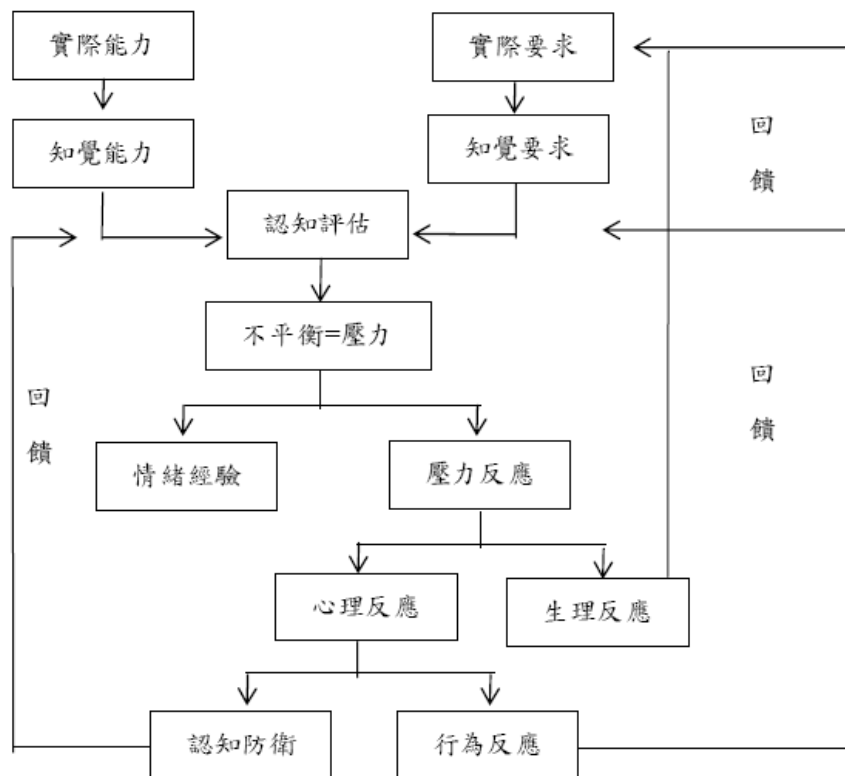 實際能力
實際要求
知覺能力
知覺要求
回饋
認知評估
不平衡=壓力
回饋
回饋
情緒經驗
壓力反應
心理反應
生理反應
認知防衛
行為反應